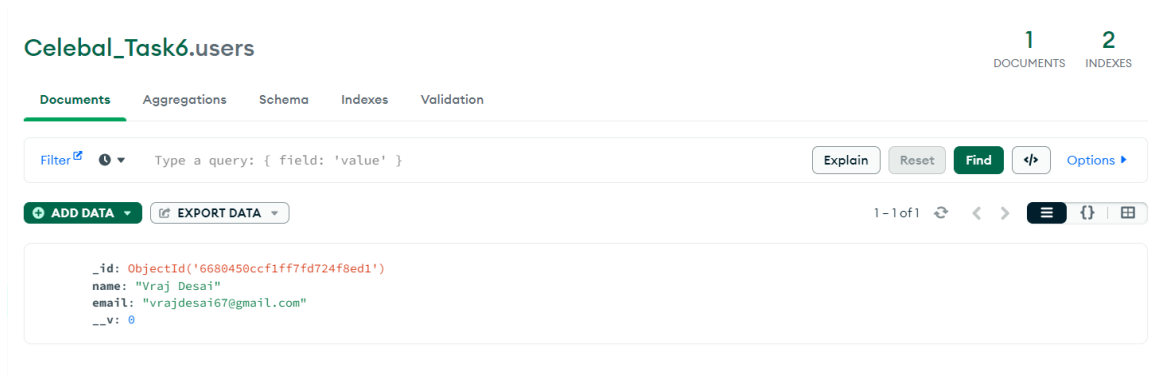 Celebal_Task6.users
1 2
DOCUMENTS INDEXES
Documents Aggregations Schema Indexes Validation
Filter Type a query: { field: 'value' } Explain Reset Find </> Options
ADD DATA EXPORT DATA 1 – 1 of 1 {}
_id: ObjectId('6680450ccf1ff7fd724f8ed1')
name: "Vraj Desai"
email: "vrajdesai67@gmail.com"
__v: 0